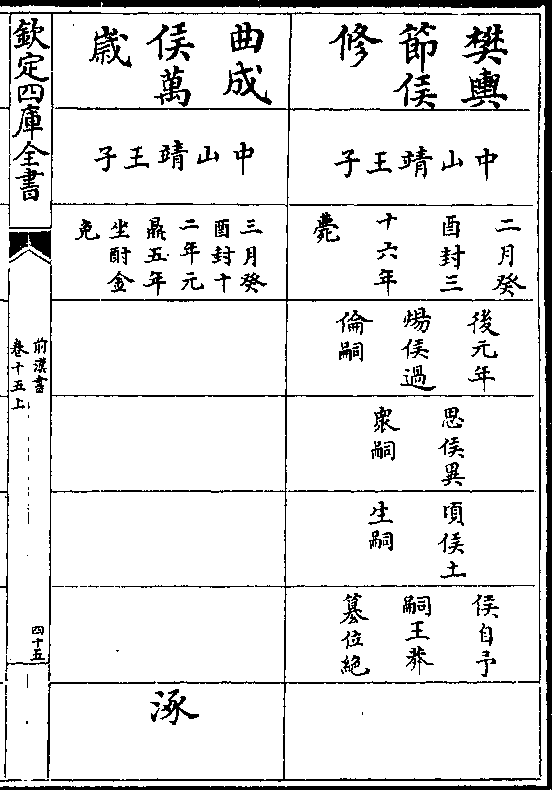 樊輿
節侯
修
中山靖王子
二月癸
酉封三
十六年
薨
後元年
煬侯過
倫嗣
思侯異
衆嗣
頃侯土
生嗣
侯自予
嗣王莽
簒位絶
曲成
侯萬
歳
中山靖王子
三月癸
酉封十
二年元
鼎五年
坐酎金
免
涿
欽定四庫全書
前漢書
卷十五上
四十五